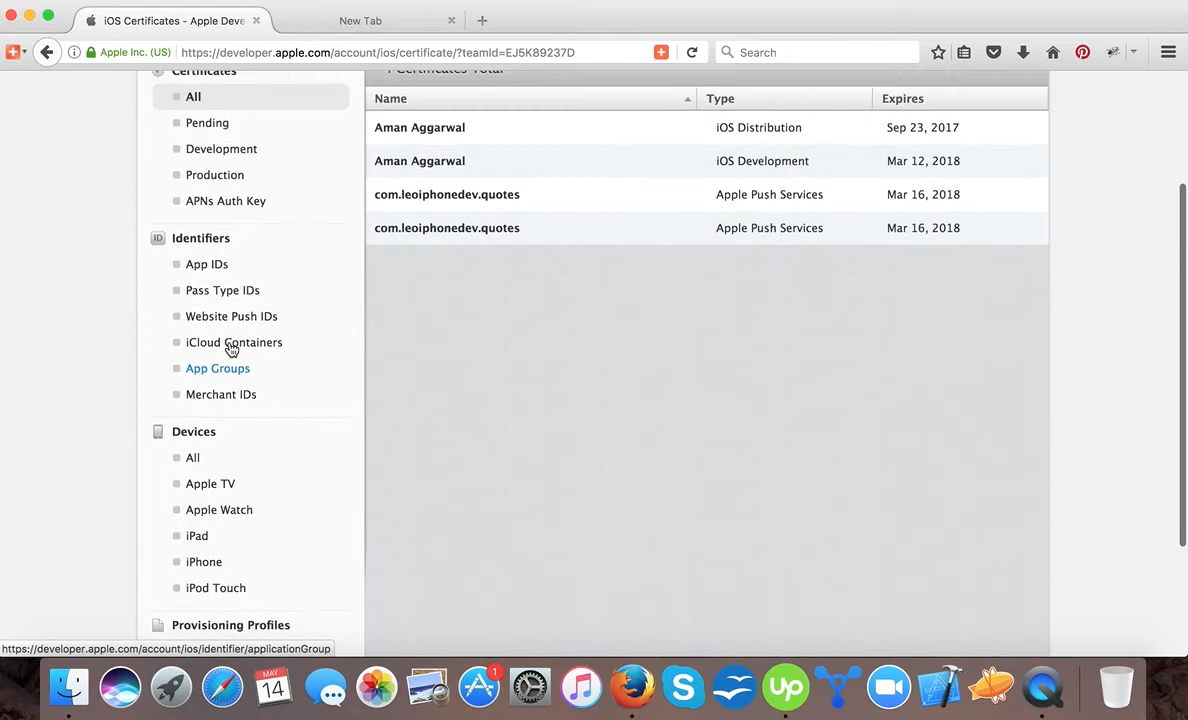 iOS Certificates - Apple Deve
New Tab
Apple Inc. (US)
https://developer.apple.com/account/ios/certificate/?teamId=EJ5K89237D
Search
Certificates
Certificates Total
All
Name
Type
Expires
Pending
Aman Aggarwal
iOS Distribution
Sep 23, 2017
Development
Aman Aggarwal
iOS Development
Mar 12, 2018
Production
com.leoiphonedev.quotes
Apple Push Services
Mar 16, 2018
APNs Auth Key
com.leoiphonedev.quotes
Apple Push Services
Mar 16, 2018
ID
Identifiers
App IDs
Pass Type IDs
Website Push IDs
iCloud Containers
App Groups
Merchant IDs
Devices
All
Apple TV
Apple Watch
iPad
iPhone
iPod Touch
Provisioning Profiles
https://developer.apple.com/account/ios/identifier/applicationGroup
MAY
14
1
S
Up